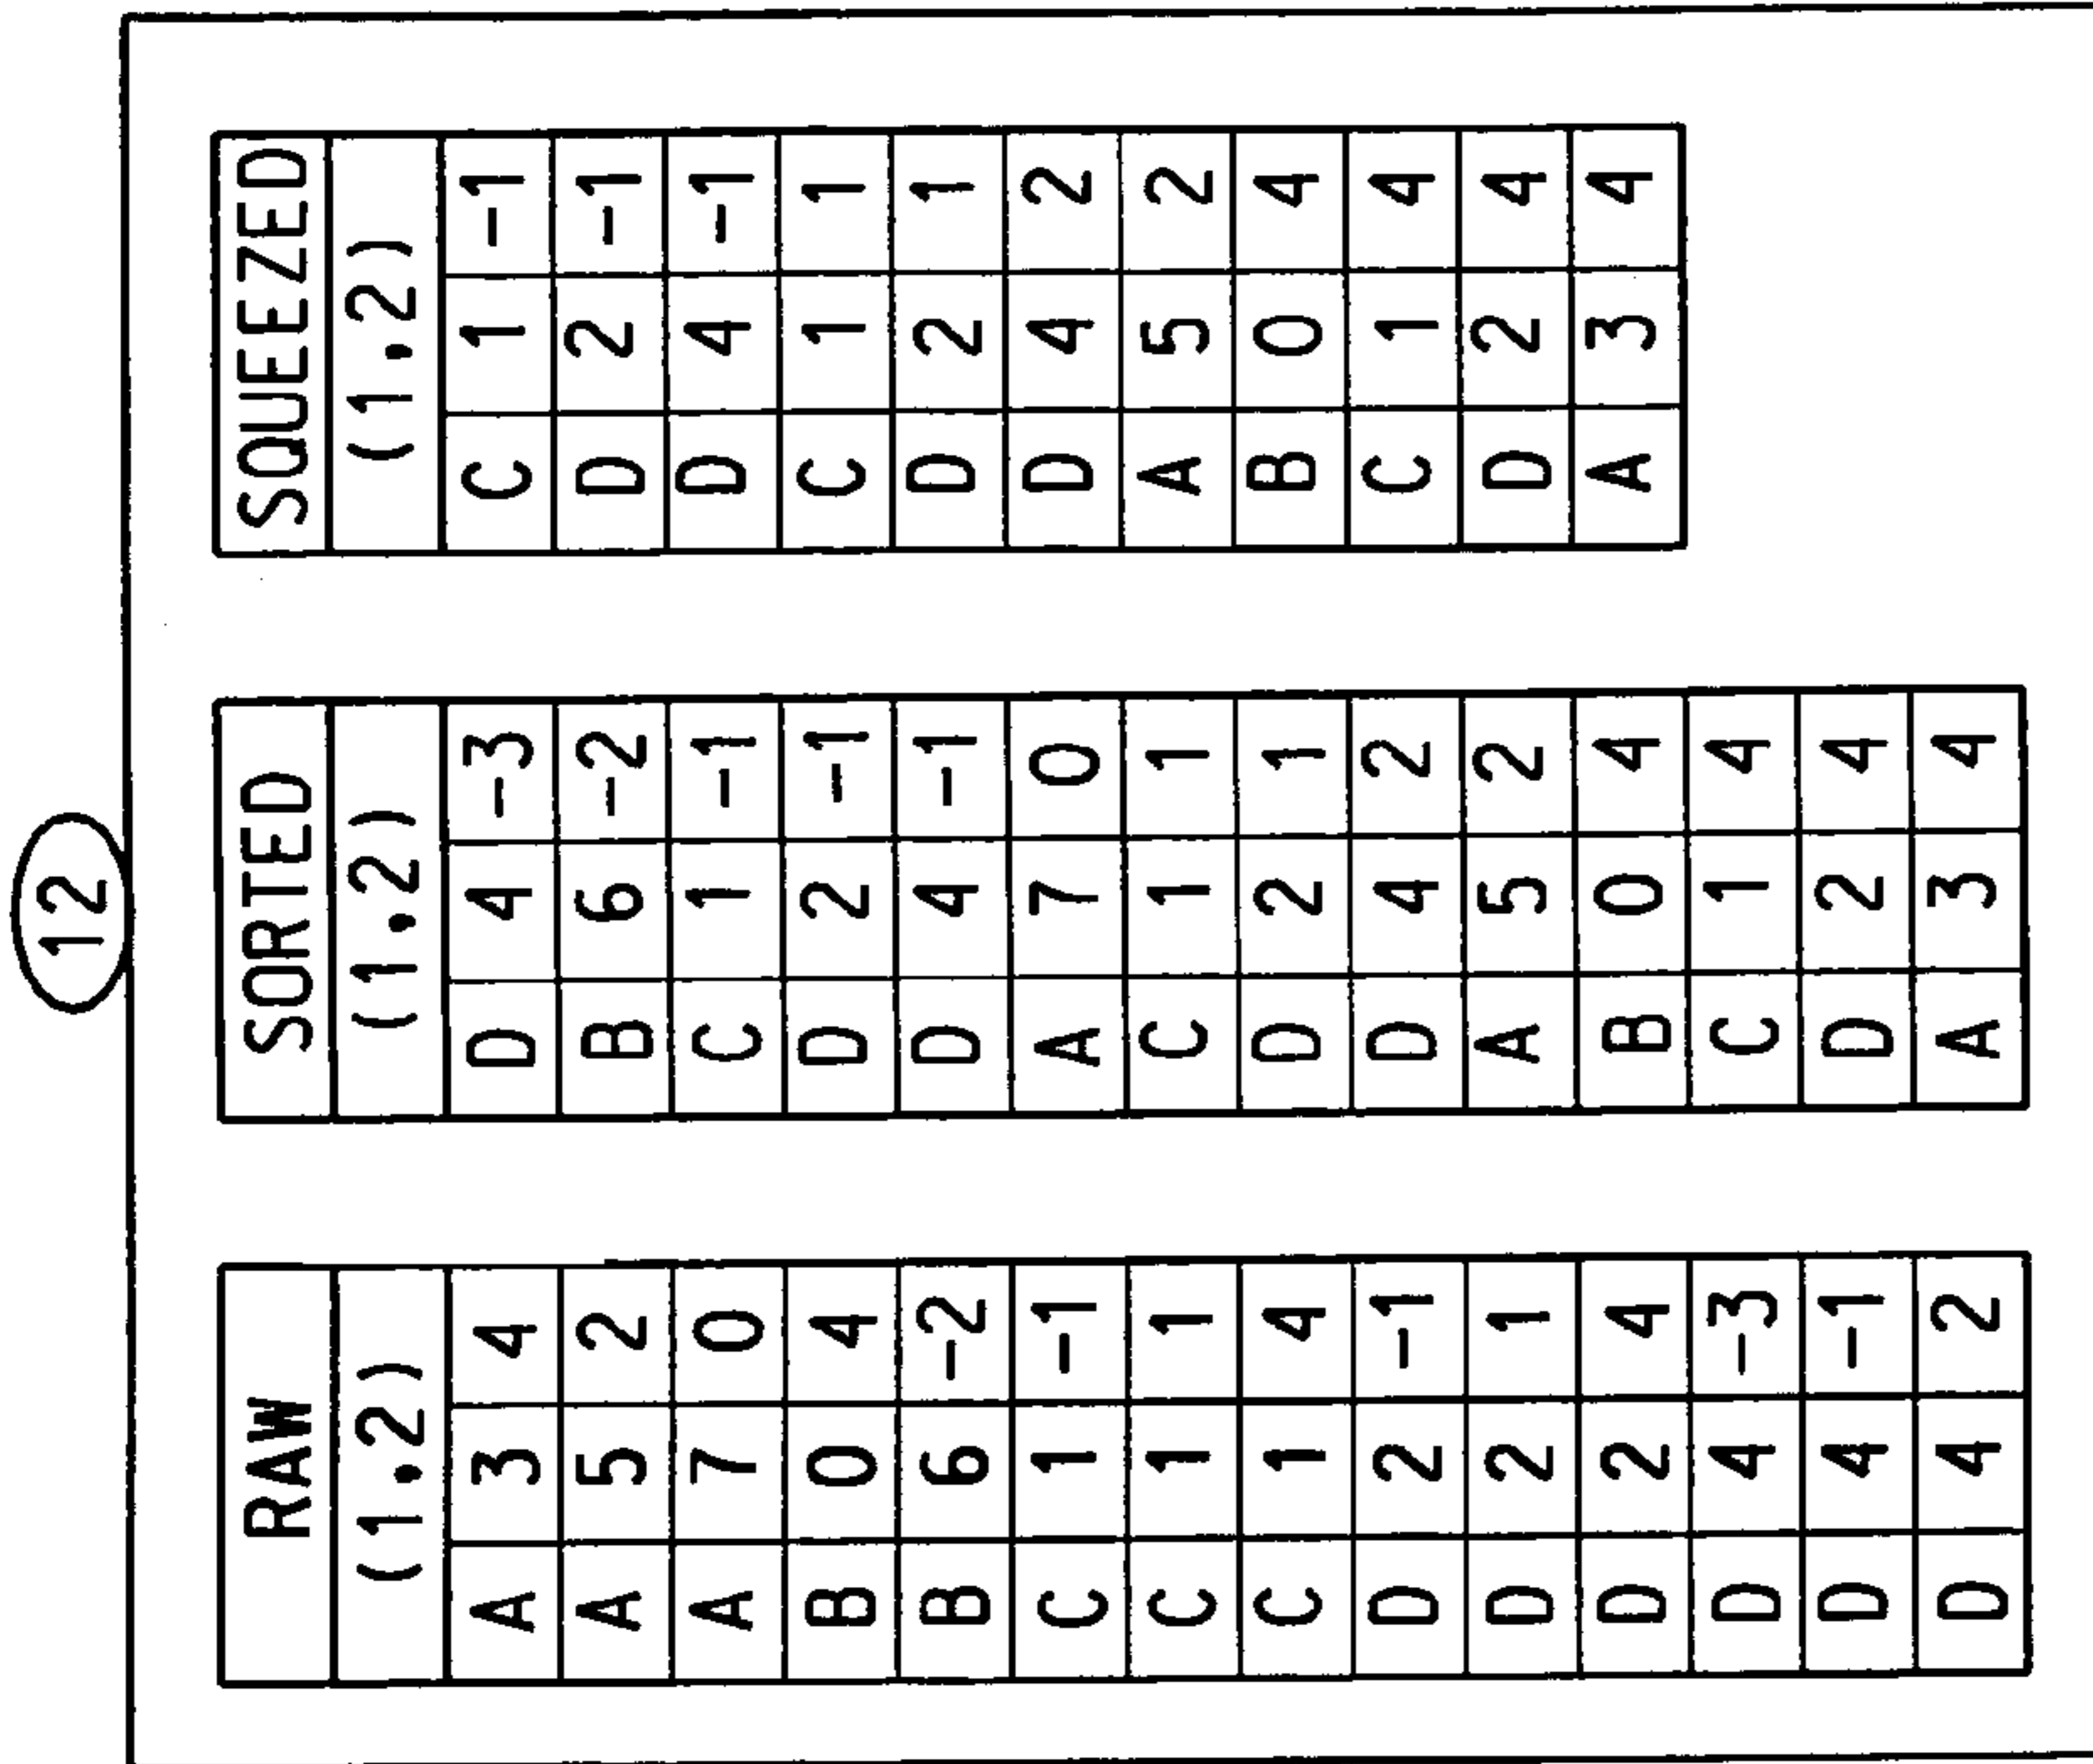 12
RAW
(1,2)
A 3 4
A 5 2
A 7 0
B 0 4
B 6 -2
C 1 -1
C 1 1
C 1 4
D 2 -1
D 2 1
D 2 4
D 4 -3
D 4 -1
D 4 2
SORTED
(1,2)
D 4 -3
B 6 -2
C 1 -1
D 2 -1
D 4 -1
A 7 0
C 1 1
D 2 1
D 4 2
A 5 2
B 0 4
C 1 4
D 2 4
A 3 4
SQUEEZED
(1,2)
C 1 -1
D 2 -1
D 4 -1
C 1 1
D 2 1
D 4 2
A 5 2
B 0 4
C 1 4
D 2 4
A 3 4